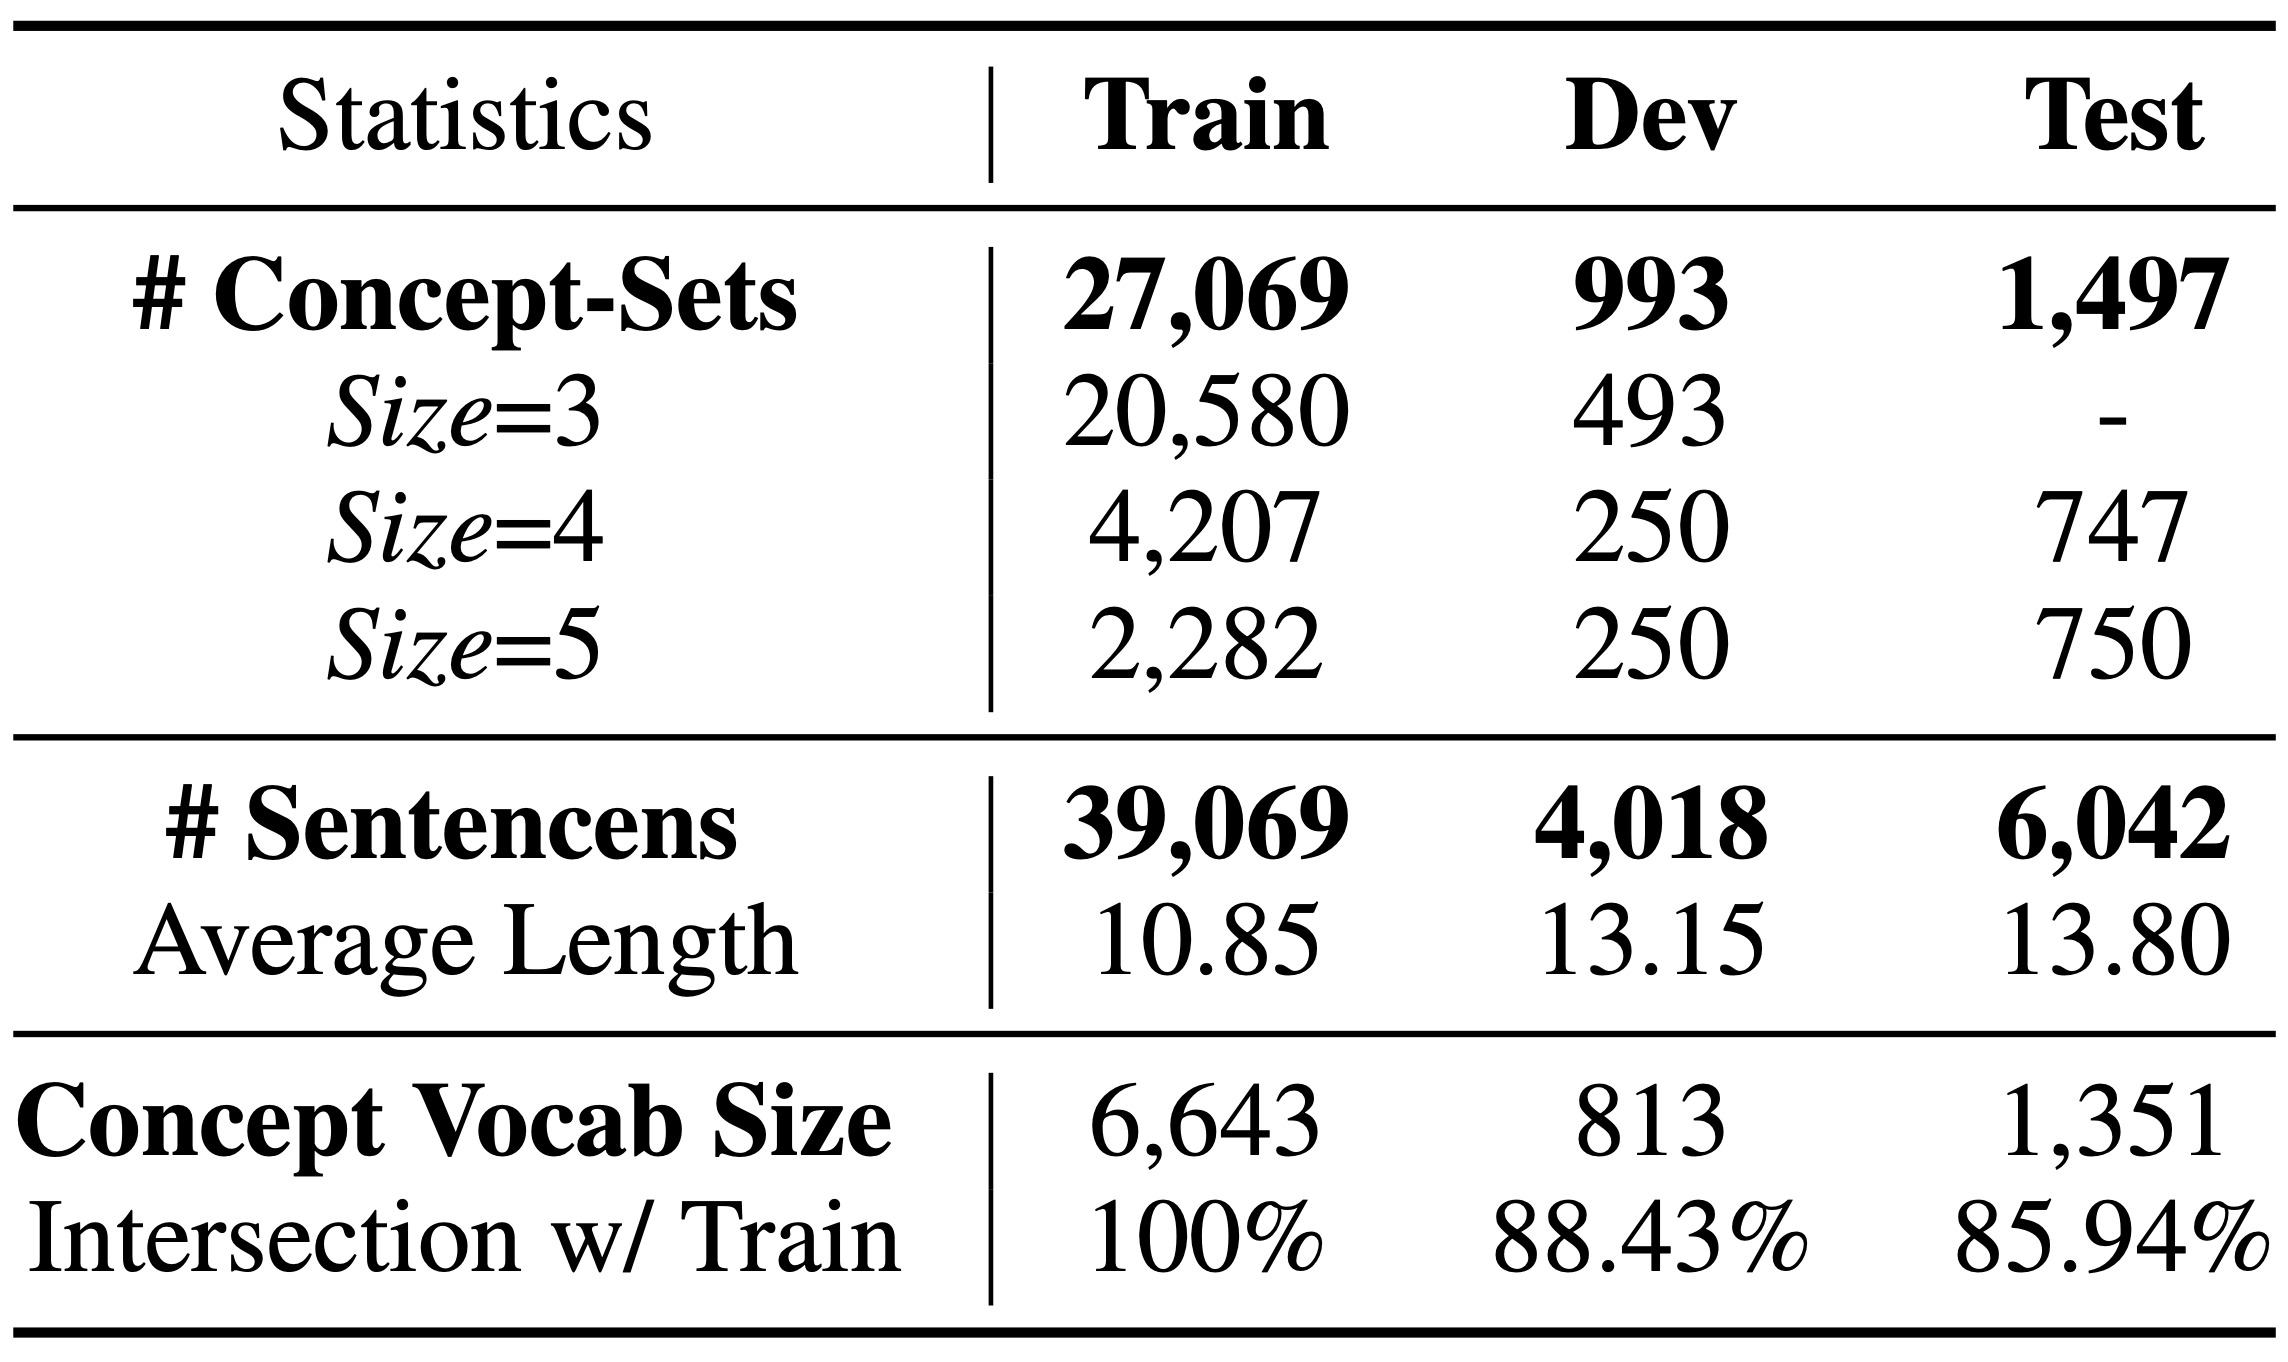 Statistics Train Dev Test
# Concept-Sets 27,069 993 1,497
Size=3 20,580 493 -
Size=4 4,207 250 747
Size=5 2,282 250 750
# Sentencens 39,069 4,018 6,042
Average Length 10.85 13.15 13.80
Concept Vocab Size 6,643 813 1,351
Intersection w/ Train 100% 88.43% 85.94%